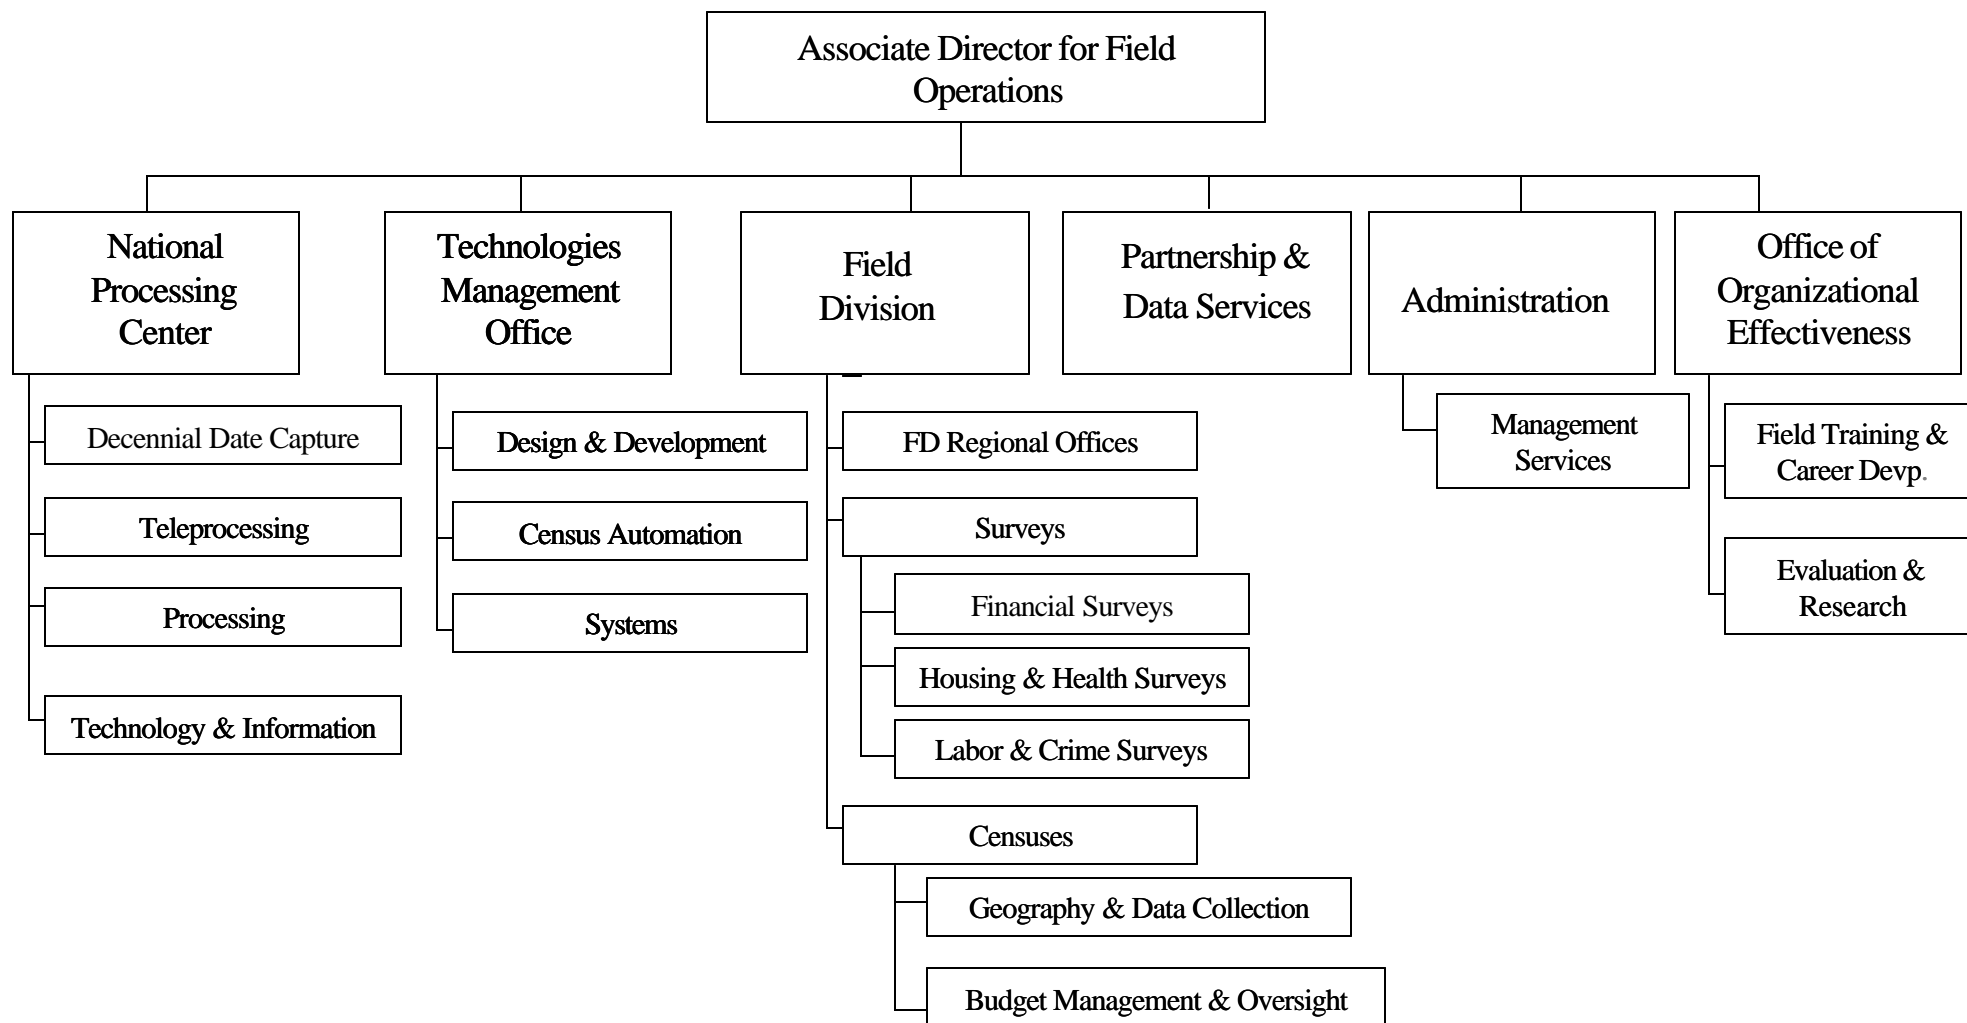 Associate Director for Field
Operations
National
Processing
Center
Technologies
Management
Office
Field
Division
Partnership &
Data Services
Administration
Office of
Organizational
Effectiveness
Decennial Date Capture
Teleprocessing
Processing
Technology & Information
Design & Development
Census Automation
Systems
FD Regional Offices
Surveys
Financial Surveys
Housing & Health Surveys
Labor & Crime Surveys
Censuses
Geography & Data Collection
Budget Management & Oversight
Management
Services
Field Training &
Career Devp.
Evaluation &
Research